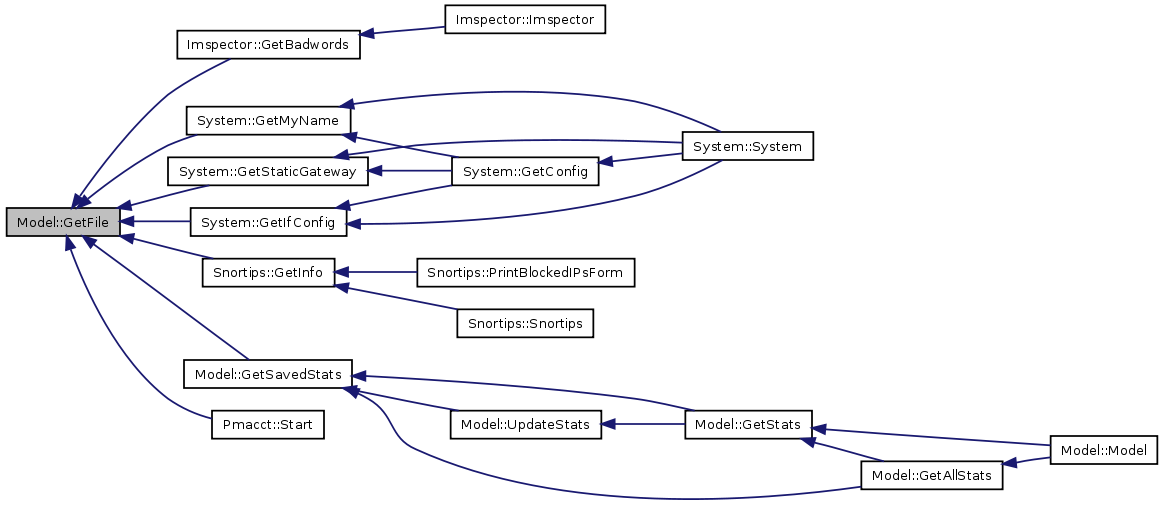 Imspector::Imspector
Imspector::GetBadwords
System::GetMyName
System::System
System::GetStaticGateway
System::GetConfig
Model::GetFile
System::GetIfConfig
Snortips::GetInfo
Snortips::PrintBlockedIPsForm
Snortips::Snortips
Model::GetSavedStats
Pmacct::Start
Model::UpdateStats
Model::GetStats
Model::Model
Model::GetAllStats